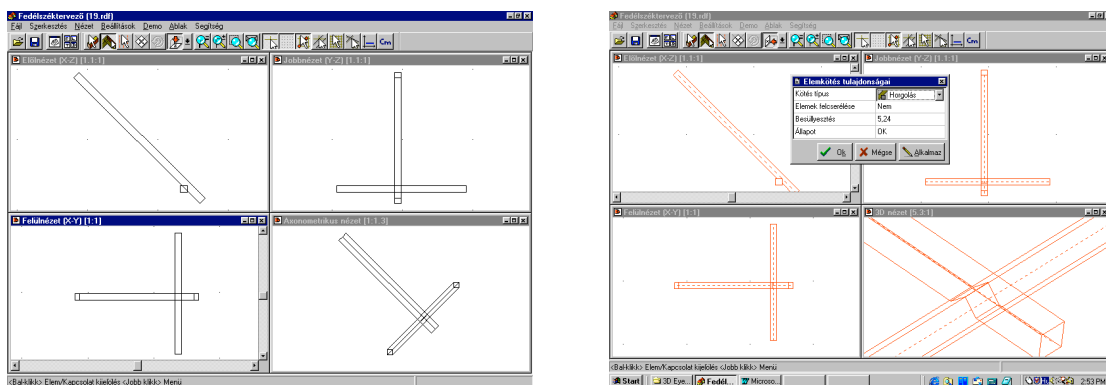 Fedélszéktervező [19.rdf]
Fájl Szerkesztés Nézet Beállítások Demo Ablak Segítség
Cm
Elölnézet (X-Z) [1.1:1]
Jobbnézet (Y-Z) [1.1:1]
Felülnézet (X-Y) [1:1]
Axonometrikus nézet [1:1.3]
<Bal-klikk> Elem/Kapcsolat kijelölés <Jobb klikk> Menü
Fedélszéktervező [19.rdf]
Fájl Szerkesztés Nézet Beállítások Demo Ablak Segítség
Cm
Elölnézet (X-Z) [1.1:1]
Jobbnézet (Y-Z) [1.1:1]
Elemkötés tulajdonságai
Kötés típus Horgolás
Elemek felcserélése Nem
Besüllyesztés 5,24
Állapot OK
Ok Mégse Alkalmaz
Felülnézet (X-Y) [1:1]
3D nézet [5.3:1]
<Bal-klikk> Elem/Kapcsolat kijelölés <Jobb klikk> Menü
Start 3D Eye... Fedél... Microso... 2:53 PM